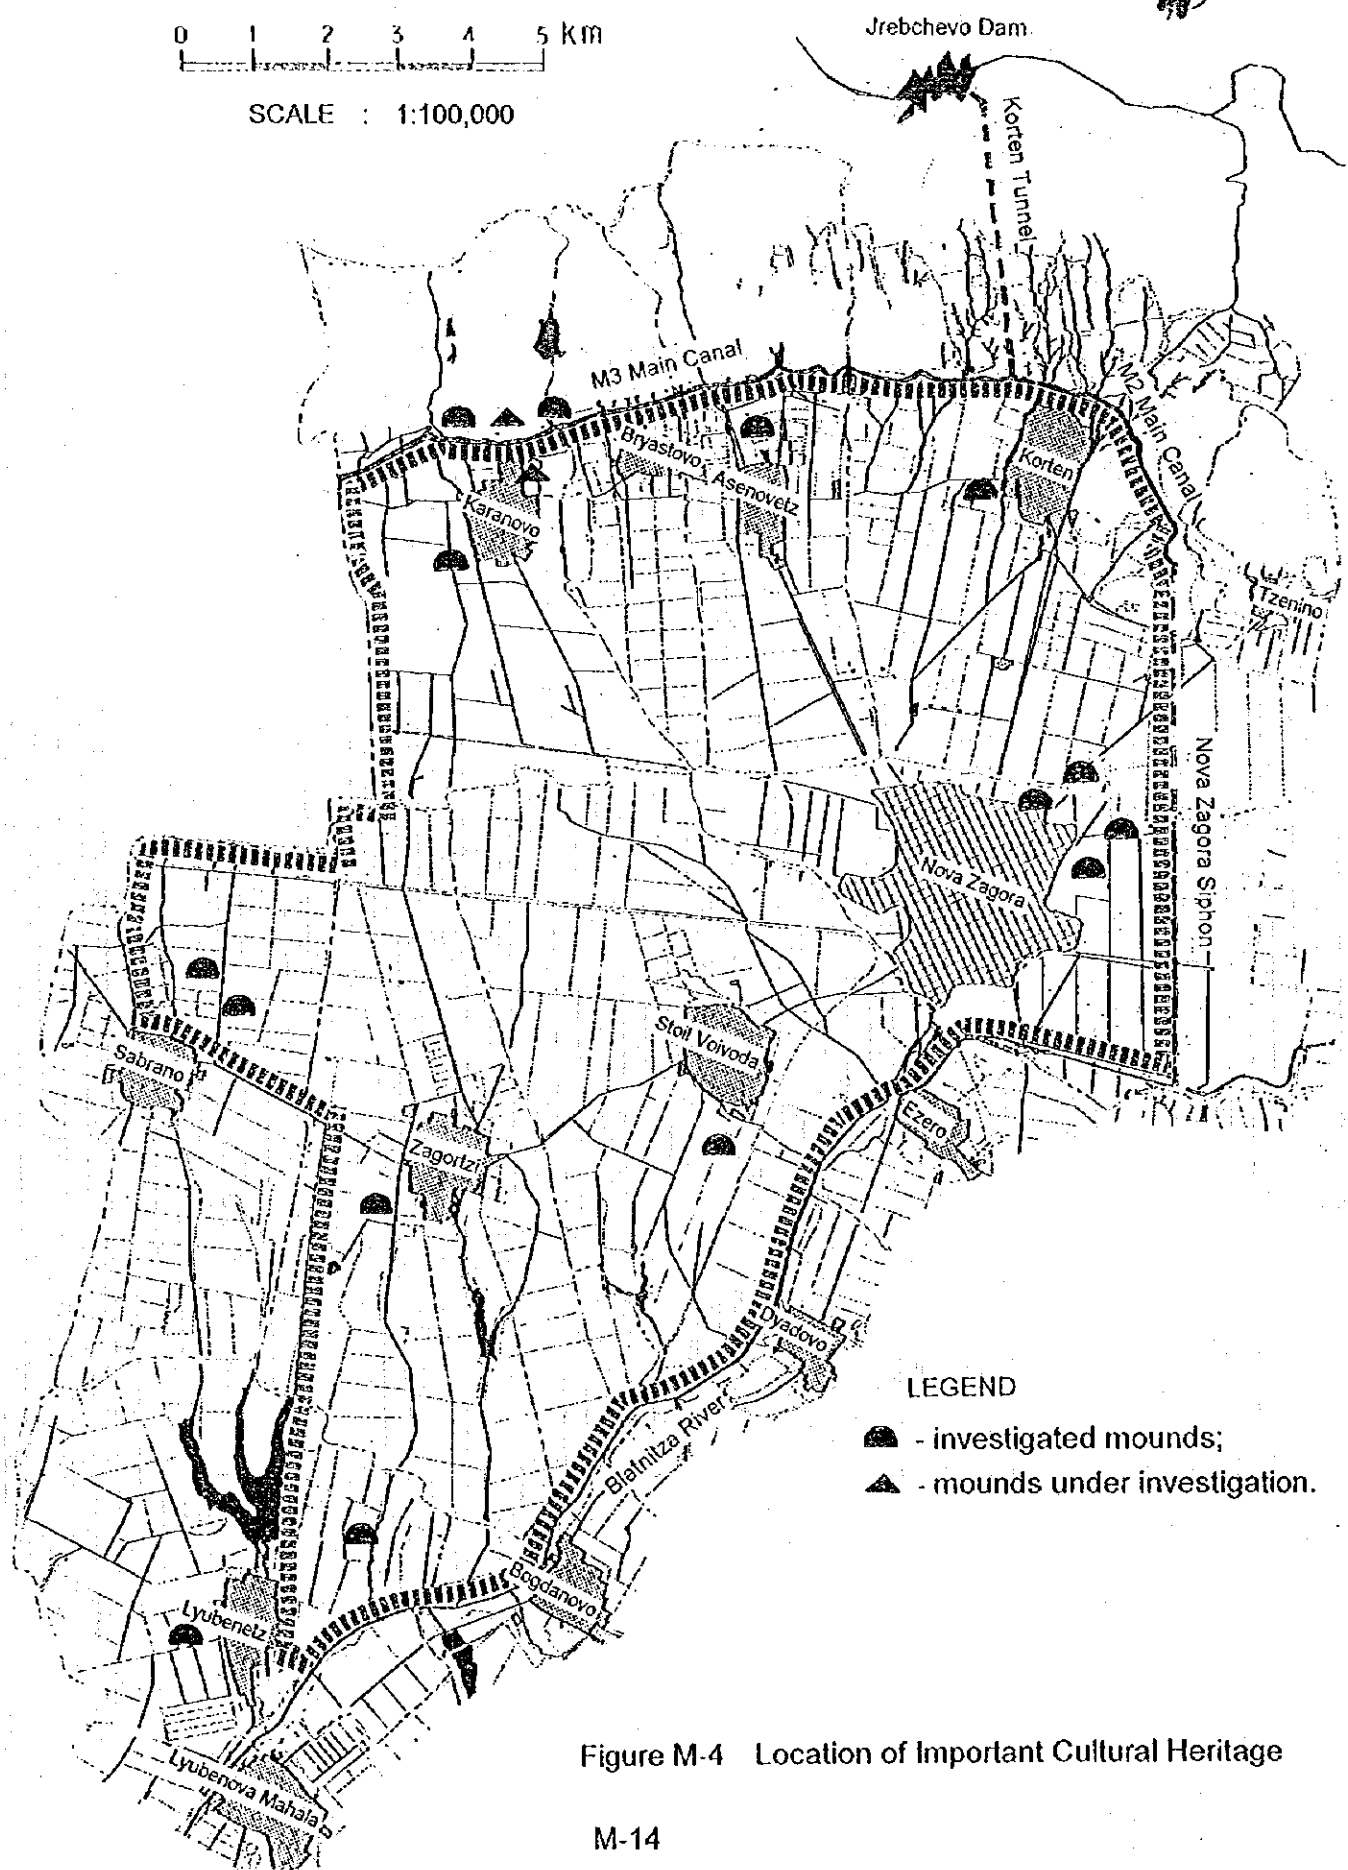 0 1 2 3 4 5 km
SCALE : 1:100,000
Jrebchevo Dam
Korten Tunnel
M3 Main Canal
M2 Main Canal
Bryastovo
Asenovetz
Korten
Karanovo
Tzenino
Nova Zagora Siphon
Nova Zagora
Stoil Voivoda
Sabrano
Ezero
Zagortzi
Dyadovo
Blatnitza River
LEGEND
- investigated mounds;
- mounds under investigation.
Bogdanovo
Lyubenetz
Lyubenova Mahala
Figure M-4 Location of Important Cultural Heritage
M-14